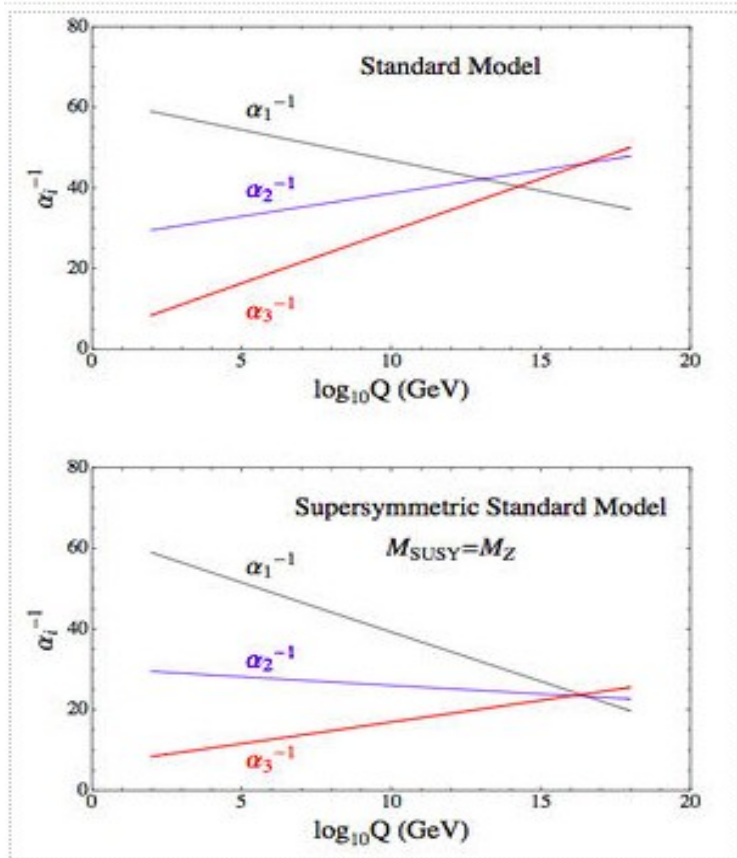 80
Standard Model
60
α₁⁻¹
αᵢ⁻¹
40
α₂⁻¹
20
α₃⁻¹
0
0 5 10 15 20
log₁₀Q (GeV)
80
Supersymmetric Standard Model
M_SUSY=M_Z
60
α₁⁻¹
αᵢ⁻¹
40
α₂⁻¹
20
α₃⁻¹
0
0 5 10 15 20
log₁₀Q (GeV)